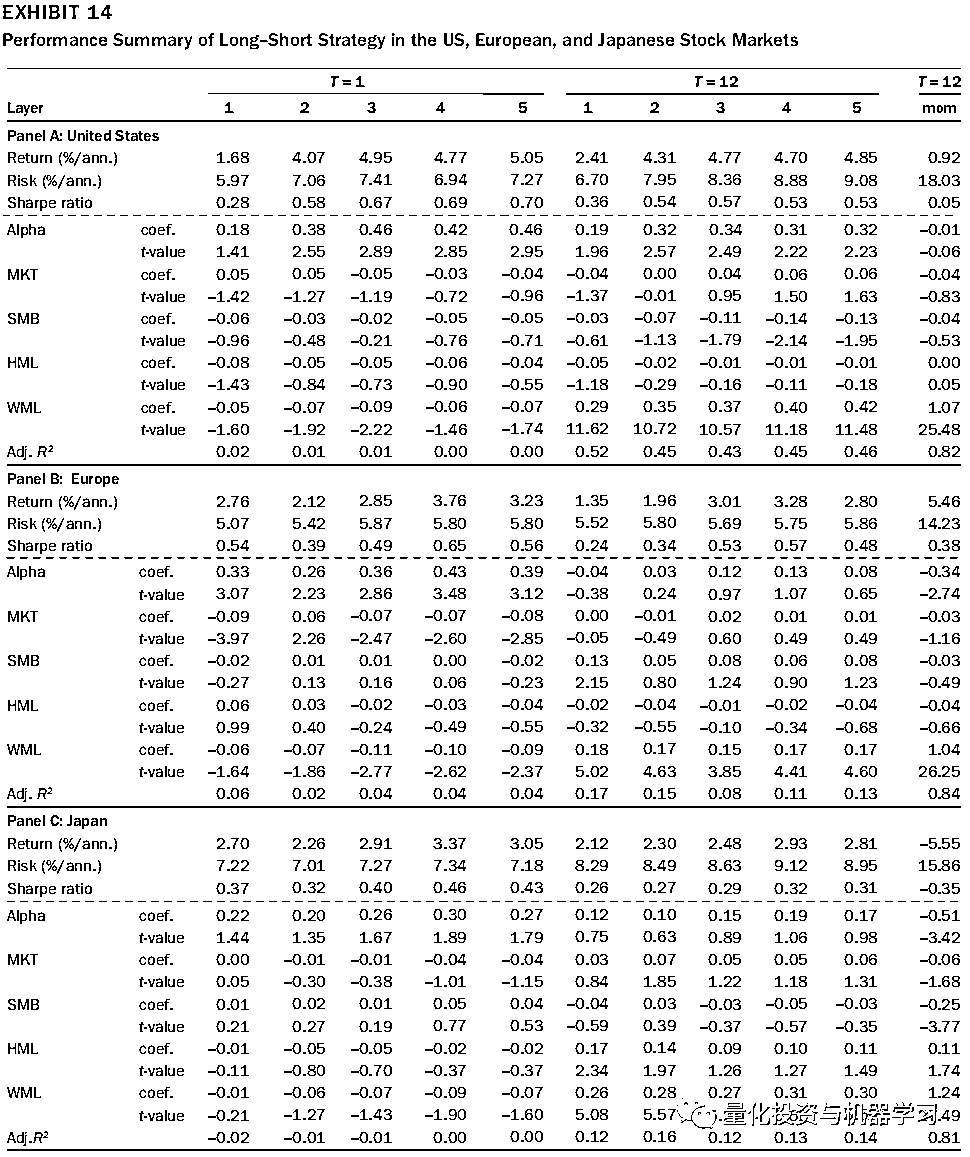 EXHIBIT 14
Performance Summary of Long–Short Strategy in the US, European, and Japanese Stock Markets
T = 1 T = 12 T = 12
Layer 1 2 3 4 5 1 2 3 4 5 mom
Panel A: United States
Return (%/ann.) 1.68 4.07 4.95 4.77 5.05 2.41 4.31 4.77 4.70 4.85 0.92
Risk (%/ann.) 5.97 7.06 7.41 6.94 7.27 6.70 7.95 8.36 8.88 9.08 18.03
Sharpe ratio 0.28 0.58 0.67 0.69 0.70 0.36 0.54 0.57 0.53 0.53 0.05
Alpha coef. 0.18 0.38 0.46 0.42 0.46 0.19 0.32 0.34 0.31 0.32 –0.01
t-value 1.41 2.55 2.89 2.85 2.95 1.96 2.57 2.49 2.22 2.23 –0.06
MKT coef. 0.05 0.05 –0.05 –0.03 –0.04 –0.04 0.00 0.04 0.06 0.06 –0.04
t-value –1.42 –1.27 –1.19 –0.72 –0.96 –1.37 –0.01 0.95 1.50 1.63 –0.83
SMB coef. –0.06 –0.03 –0.02 –0.05 –0.05 –0.03 –0.07 –0.11 –0.14 –0.13 –0.04
t-value –0.96 –0.48 –0.21 –0.76 –0.71 –0.61 –1.13 –1.79 –2.14 –1.95 –0.53
HML coef. –0.08 –0.05 –0.05 –0.06 –0.04 –0.05 –0.02 –0.01 –0.01 –0.01 0.00
t-value –1.43 –0.84 –0.73 –0.90 –0.55 –1.18 –0.29 –0.16 –0.11 –0.18 0.05
WML coef. –0.05 –0.07 –0.09 –0.06 –0.07 0.29 0.35 0.37 0.40 0.42 1.07
t-value –1.60 –1.92 –2.22 –1.46 –1.74 11.62 10.72 10.57 11.18 11.48 25.48
Adj. R² 0.02 0.01 0.01 0.00 0.00 0.52 0.45 0.43 0.45 0.46 0.82
Panel B: Europe
Return (%/ann.) 2.76 2.12 2.85 3.76 3.23 1.35 1.96 3.01 3.28 2.80 5.46
Risk (%/ann.) 5.07 5.42 5.87 5.80 5.80 5.52 5.80 5.69 5.75 5.86 14.23
Sharpe ratio 0.54 0.39 0.49 0.65 0.56 0.24 0.34 0.53 0.57 0.48 0.38
Alpha coef. 0.33 0.26 0.36 0.43 0.39 –0.04 0.03 0.12 0.13 0.08 –0.34
t-value 3.07 2.23 2.86 3.48 3.12 –0.38 0.24 0.97 1.07 0.65 –2.74
MKT coef. –0.09 0.06 –0.07 –0.07 –0.08 0.00 –0.01 0.02 0.01 0.01 –0.03
t-value –3.97 2.26 –2.47 –2.60 –2.85 –0.05 –0.49 0.60 0.49 0.49 –1.16
SMB coef. –0.02 0.01 0.01 0.00 –0.02 0.13 0.05 0.08 0.06 0.08 –0.03
t-value –0.27 0.13 0.16 0.06 –0.23 2.15 0.80 1.24 0.90 1.23 –0.49
HML coef. 0.06 0.03 –0.02 –0.03 –0.04 –0.02 –0.04 –0.01 –0.02 –0.04 –0.04
t-value 0.99 0.40 –0.24 –0.49 –0.55 –0.32 –0.55 –0.10 –0.34 –0.68 –0.66
WML coef. –0.06 –0.07 –0.11 –0.10 –0.09 0.18 0.17 0.15 0.17 0.17 1.04
t-value –1.64 –1.86 –2.77 –2.62 –2.37 5.02 4.63 3.85 4.41 4.60 26.25
Adj. R² 0.06 0.02 0.04 0.04 0.04 0.17 0.15 0.08 0.11 0.13 0.84
Panel C: Japan
Return (%/ann.) 2.70 2.26 2.91 3.37 3.05 2.12 2.30 2.48 2.93 2.81 –5.55
Risk (%/ann.) 7.22 7.01 7.27 7.34 7.18 8.29 8.49 8.63 9.12 8.95 15.86
Sharpe ratio 0.37 0.32 0.40 0.46 0.43 0.26 0.27 0.29 0.32 0.31 –0.35
Alpha coef. 0.22 0.20 0.26 0.30 0.27 0.12 0.10 0.15 0.19 0.17 –0.51
t-value 1.44 1.35 1.67 1.89 1.79 0.75 0.63 0.89 1.06 0.98 –3.42
MKT coef. 0.00 –0.01 –0.01 –0.04 –0.04 0.03 0.07 0.05 0.05 0.06 –0.06
t-value 0.05 –0.30 –0.38 –1.01 –1.15 0.84 1.85 1.22 1.18 1.31 –1.68
SMB coef. 0.01 0.02 0.01 0.05 0.04 –0.04 0.03 –0.03 –0.05 –0.03 –0.25
t-value 0.21 0.27 0.19 0.77 0.53 –0.59 0.39 –0.37 –0.57 –0.35 –3.77
HML coef. –0.01 –0.05 –0.05 –0.02 –0.02 0.17 0.14 0.09 0.10 0.11 0.11
t-value –0.11 –0.80 –0.70 –0.37 –0.37 2.34 1.97 1.26 1.27 1.49 1.74
WML coef. –0.01 –0.06 –0.07 –0.09 –0.07 0.26 0.28 0.27 0.31 0.30 1.24
t-value –0.21 –1.27 –1.43 –1.90 –1.60 5.08 5.57
量化投资与机器学习
Adj.R² –0.02 –0.01 –0.01 0.00 0.00 0.12 0.16 0.12 0.13 0.14 0.81